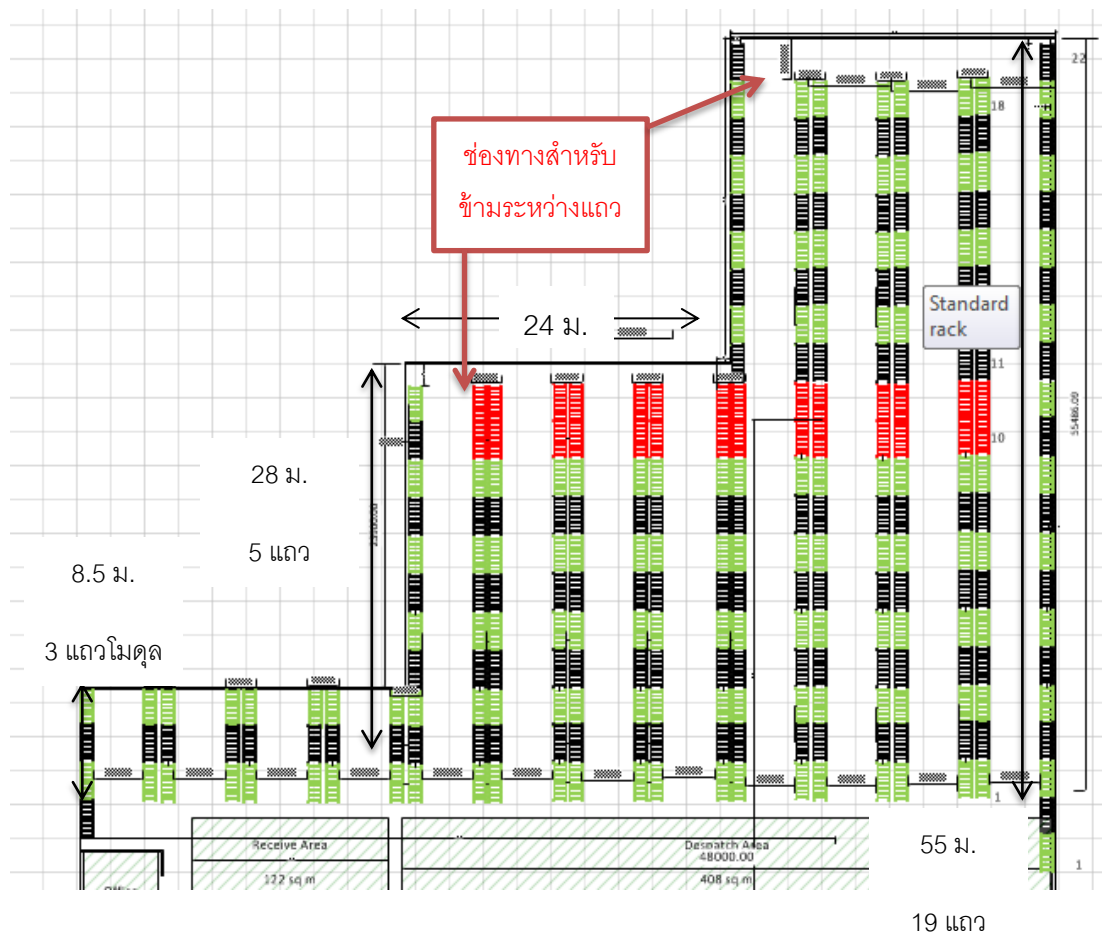 22
18
ช่องทางสำหรับ
ข้ามระหว่างแถว
Standard
rack
24 ม.
11
55486.00
10
28 ม.
5 แถว
8.5 ม.
3 แถวโมดุล
1
Receive Area
122 sq m
Despatch Area
48000.00
408 sq m
55 ม.
1
19 แถว